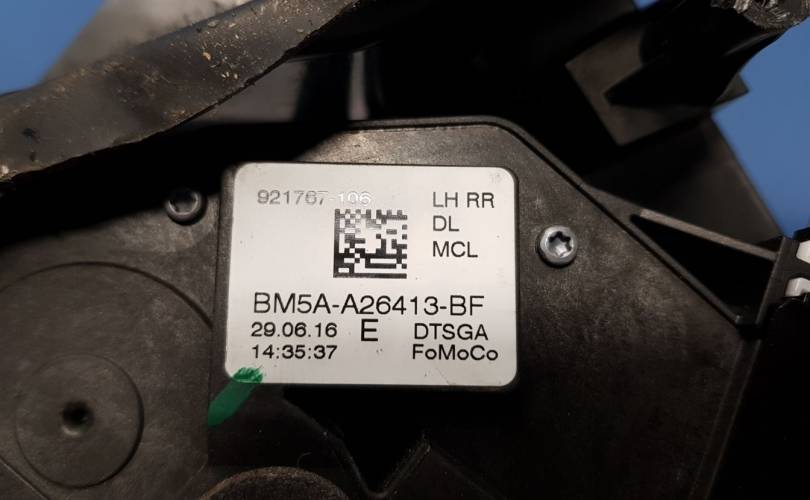 921767-106 LH RR
DL
MCL
BM5A-A26413-BF
29.06.16 E DTSGA
14:35:37 FoMoCo